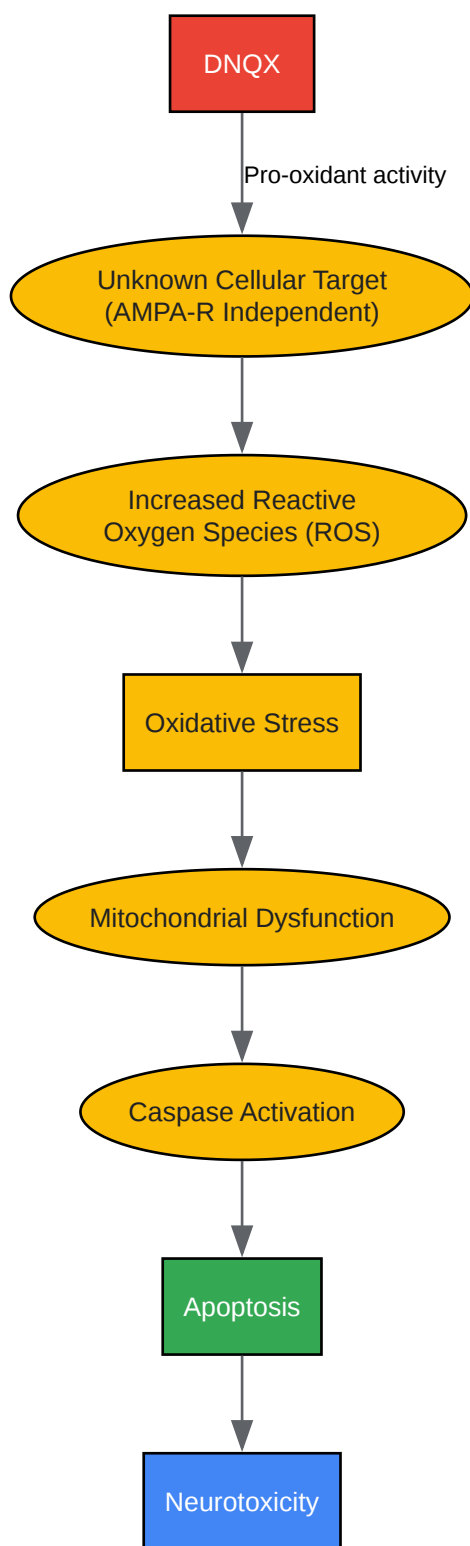 DNQX
Pro-oxidant activity
Unknown Cellular Target
(AMPA-R Independent)
Increased Reactive
Oxygen Species (ROS)
Oxidative Stress
Mitochondrial Dysfunction
Caspase Activation
Apoptosis
Neurotoxicity